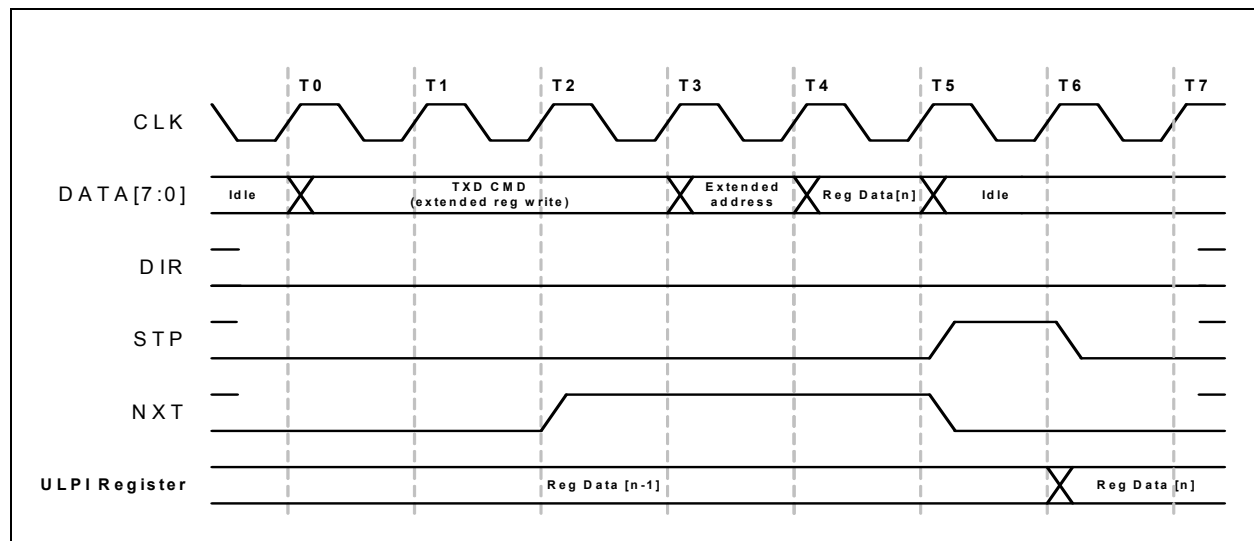 T0 T1 T2 T3 T4 T5 T6 T7
CLK
DATA[7:0] Idle TXD CMD (extended reg write) Extended address Reg Data[n] Idle
DIR
STP
NXT
ULPI Register Reg Data [n-1] Reg Data [n]